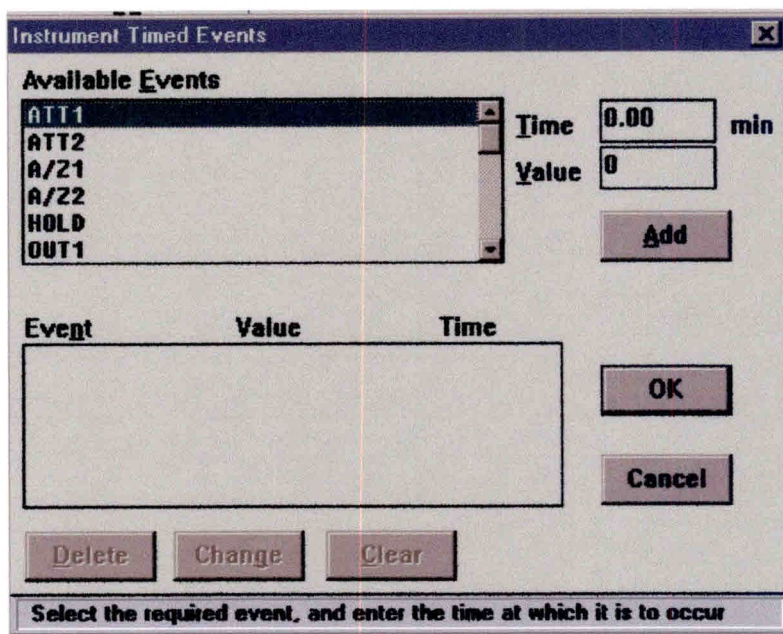 Instrument Timed Events
Available Events
ATT1
ATT2
A/Z1
A/Z2
HOLD
OUT1
Time 0.00 min
Value 0
Add
Event Value Time
OK
Cancel
Delete Change Clear
Select the required event, and enter the time at which it is to occur